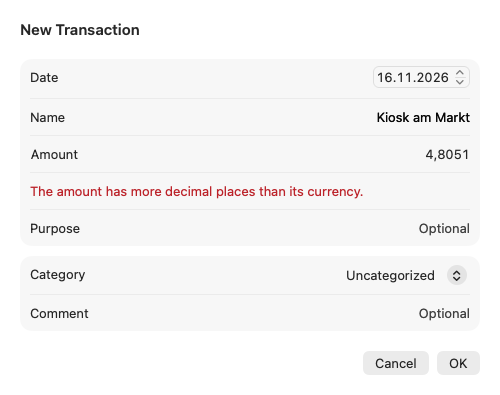 New Transaction
Date 16.11.2026
Name Kiosk am Markt
Amount 4,8051
The amount has more decimal places than its currency.
Purpose Optional
Category Uncategorized
Comment Optional
Cancel OK